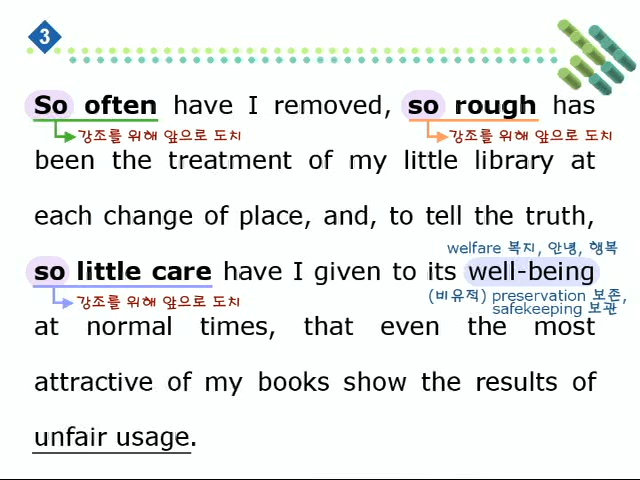 3
So often have I removed, so rough has
강조를 위해 앞으로 도치 강조를 위해 앞으로 도치
been the treatment of my little library at
each change of place, and, to tell the truth,
welfare 복지, 안녕, 행복
so little care have I given to its well-being
강조를 위해 앞으로 도치 (비유적) preservation 보존,
safekeeping 보관
at normal times, that even the most
attractive of my books show the results of
unfair usage.